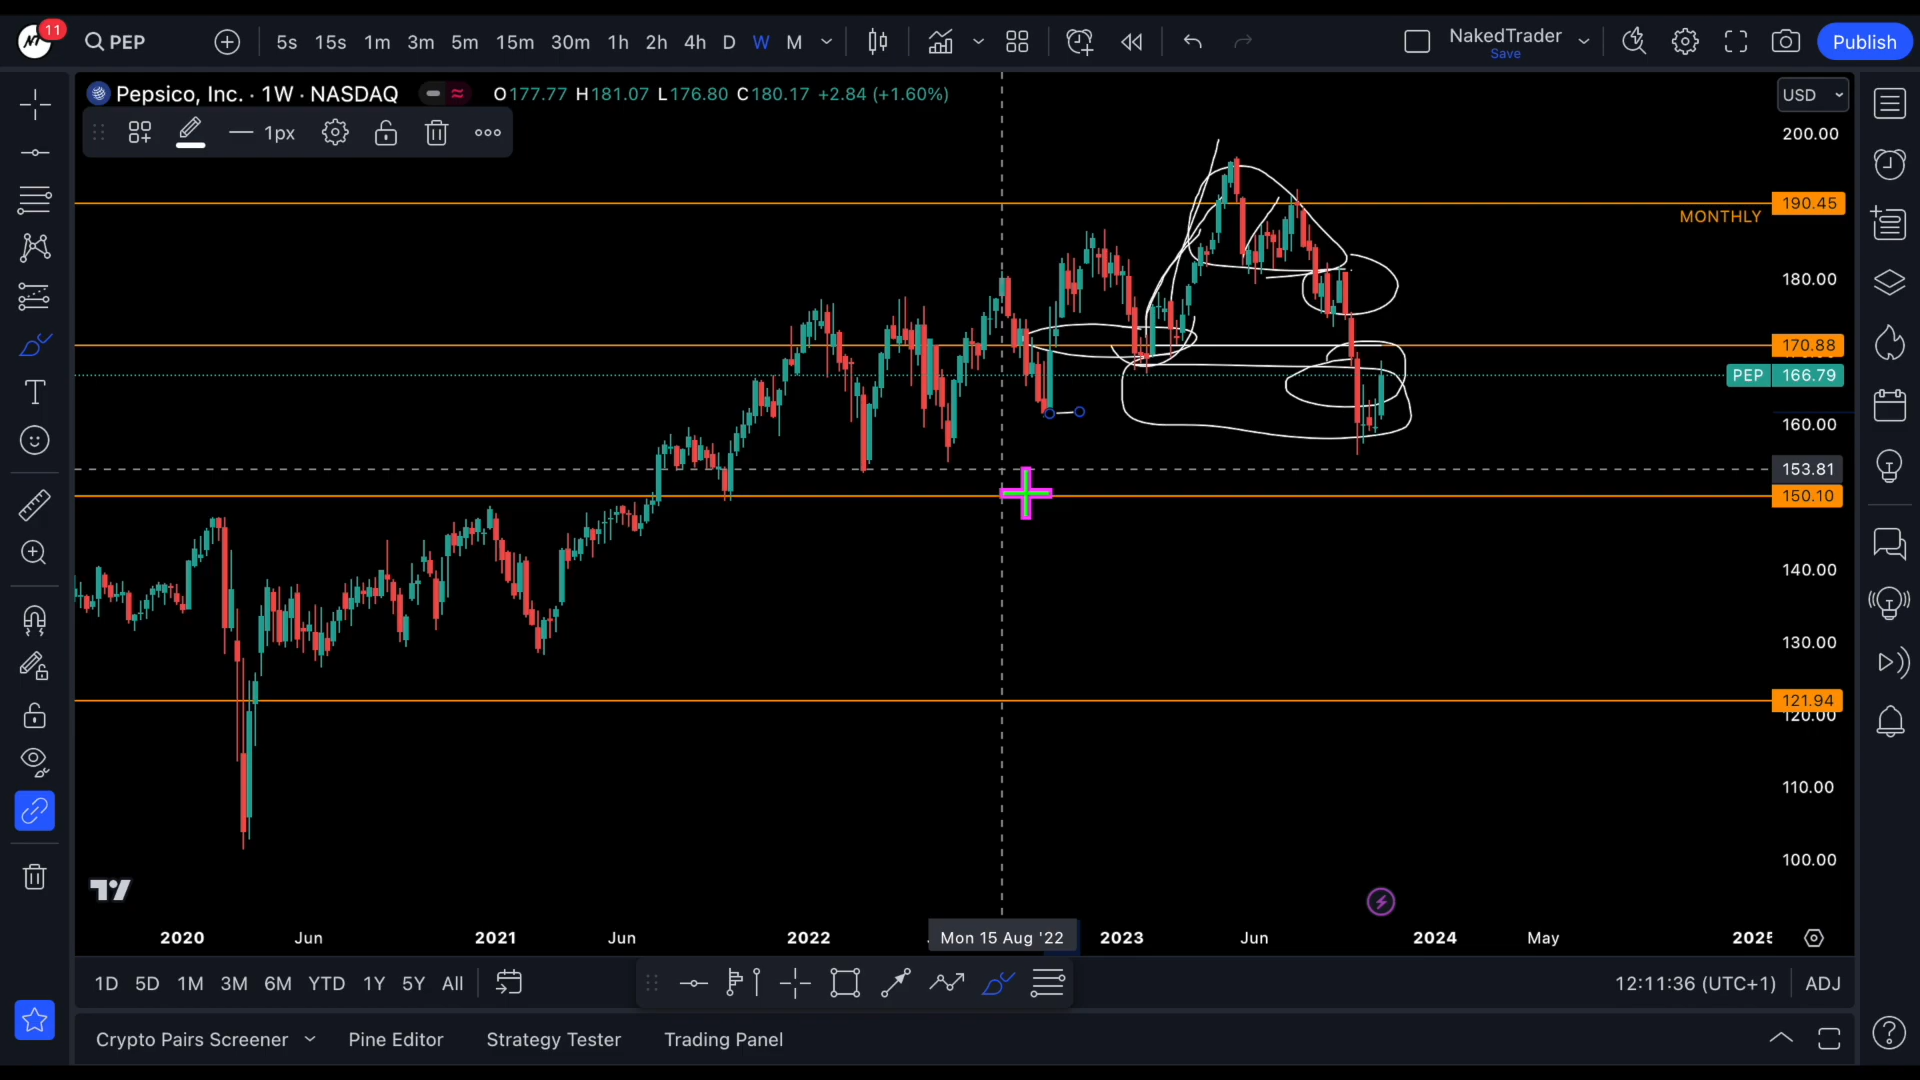 11
PEP
5s 15s 1m 3m 5m 15m 30m 1h 2h 4h D W M
NakedTrader
Save
Publish
Pepsico, Inc. · 1W · NASDAQ
O177.77 H181.07 L176.80 C180.17 +2.84 (+1.60%)
USD
1px
200.00
190.45
MONTHLY
180.00
170.88
PEP 166.79
160.00
153.81
150.10
140.00
130.00
121.94
120.00
110.00
100.00
2020 Jun 2021 Jun 2022 Mon 15 Aug '22 2023 Jun 2024 May 2025
1D 5D 1M 3M 6M YTD 1Y 5Y All
12:11:36 (UTC+1) ADJ
Crypto Pairs Screener Pine Editor Strategy Tester Trading Panel